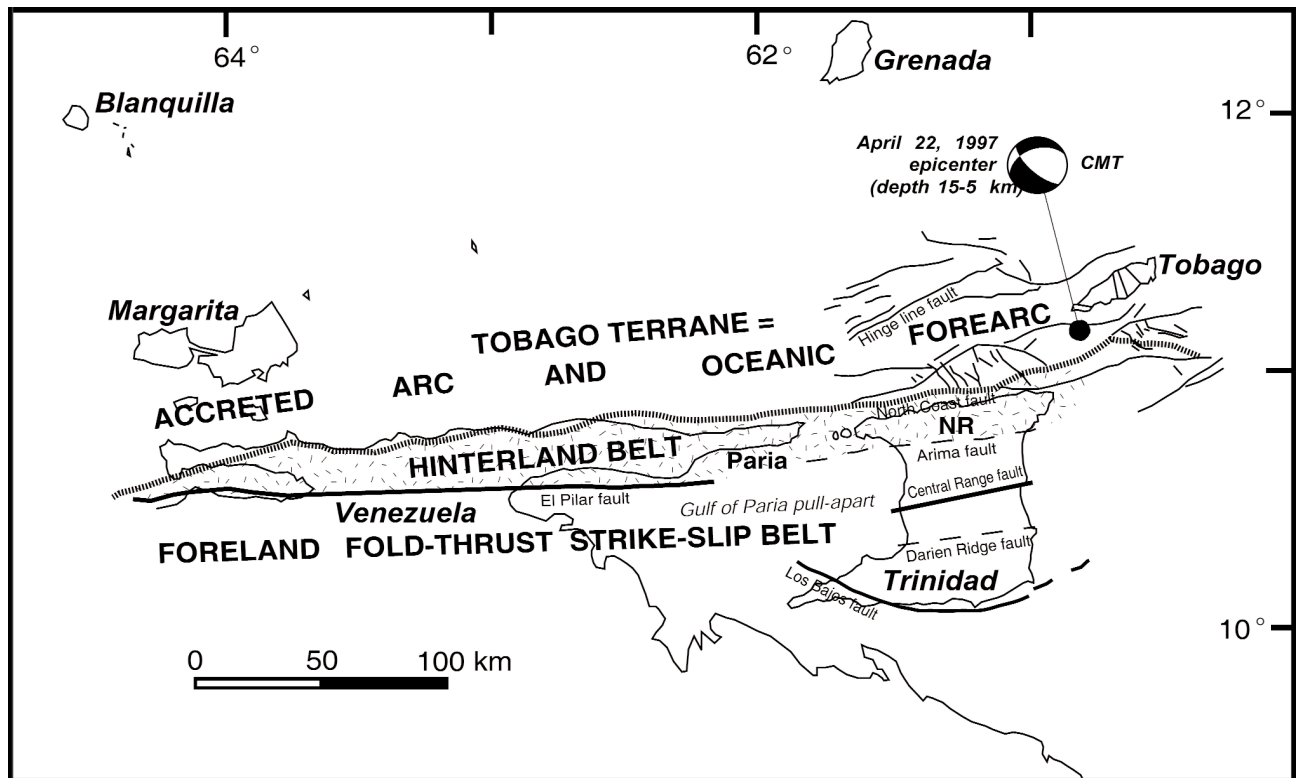 64°
62°
Grenada
Blanquilla
12°
April 22, 1997
epicenter
(depth 15-5 km)
CMT
Tobago
Margarita
Hinge line fault
TOBAGO TERRANE =
FOREARC
ACCRETED ARC AND OCEANIC
North Coast fault
NR
HINTERLAND BELT
Paria
Arima fault
Central Range fault
El Pilar fault
Gulf of Paria pull-apart
Venezuela
FORELAND FOLD-THRUST STRIKE-SLIP BELT
Darien Ridge fault
Los Bajos fault
Trinidad
10°
0 50 100 km